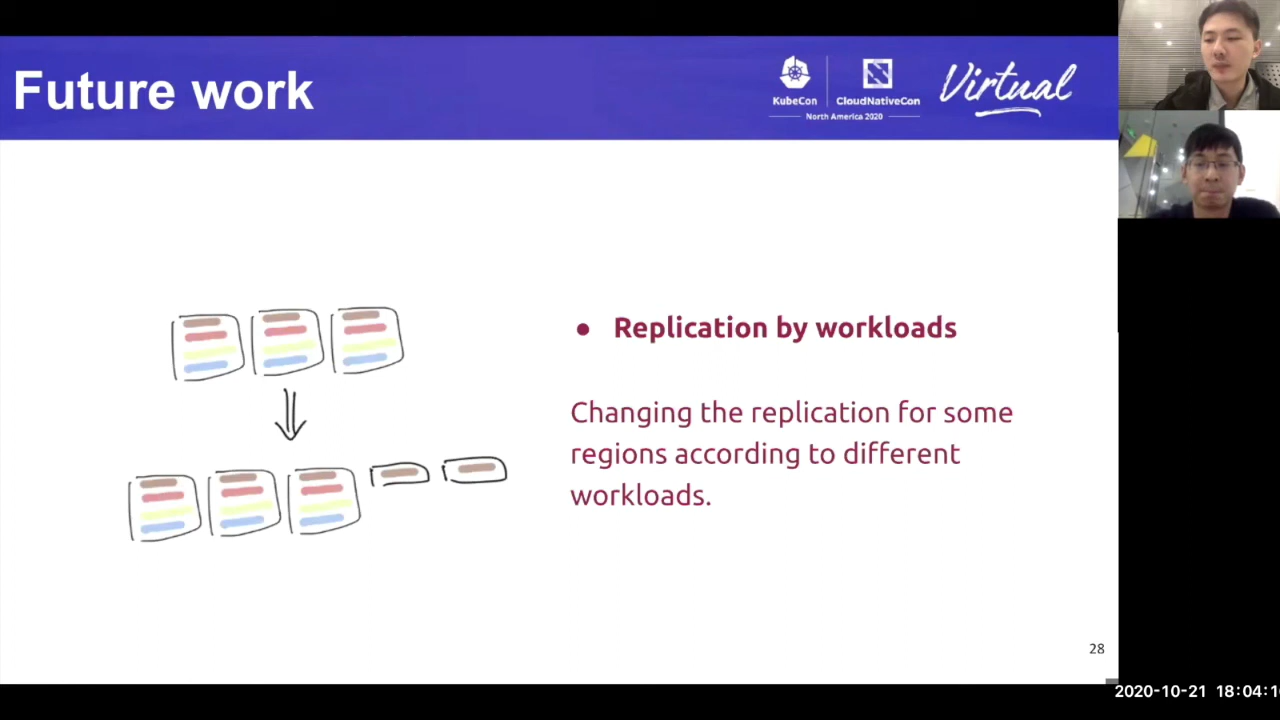 Future work
KubeCon
CloudNativeCon
North America 2020
Virtual
● Replication by workloads
Changing the replication for some
regions according to different
workloads.
28
2020-10-21 18:04:1